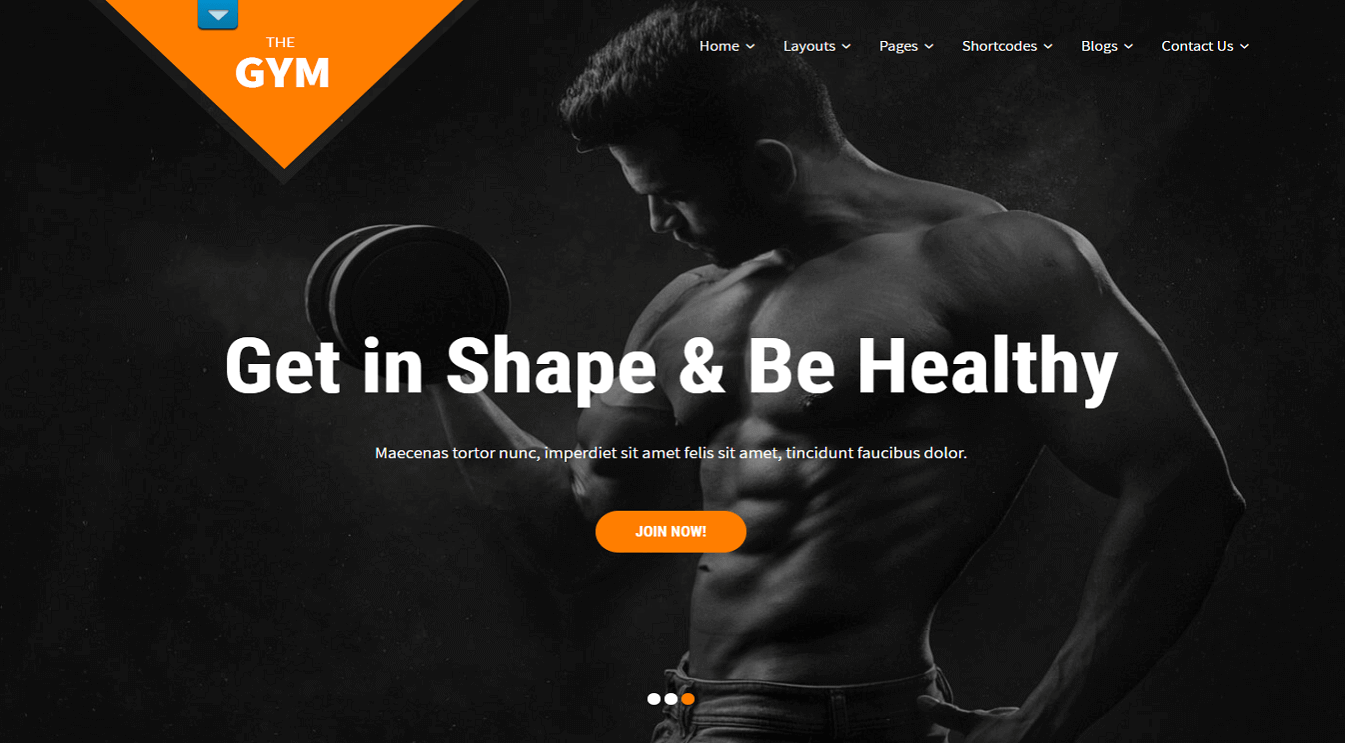 THE
GYM
Home Layouts Pages Shortcodes Blogs Contact Us
Get in Shape & Be Healthy
Maecenas tortor nunc, imperdiet sit amet felis sit amet, tincidunt faucibus dolor.
JOIN NOW!